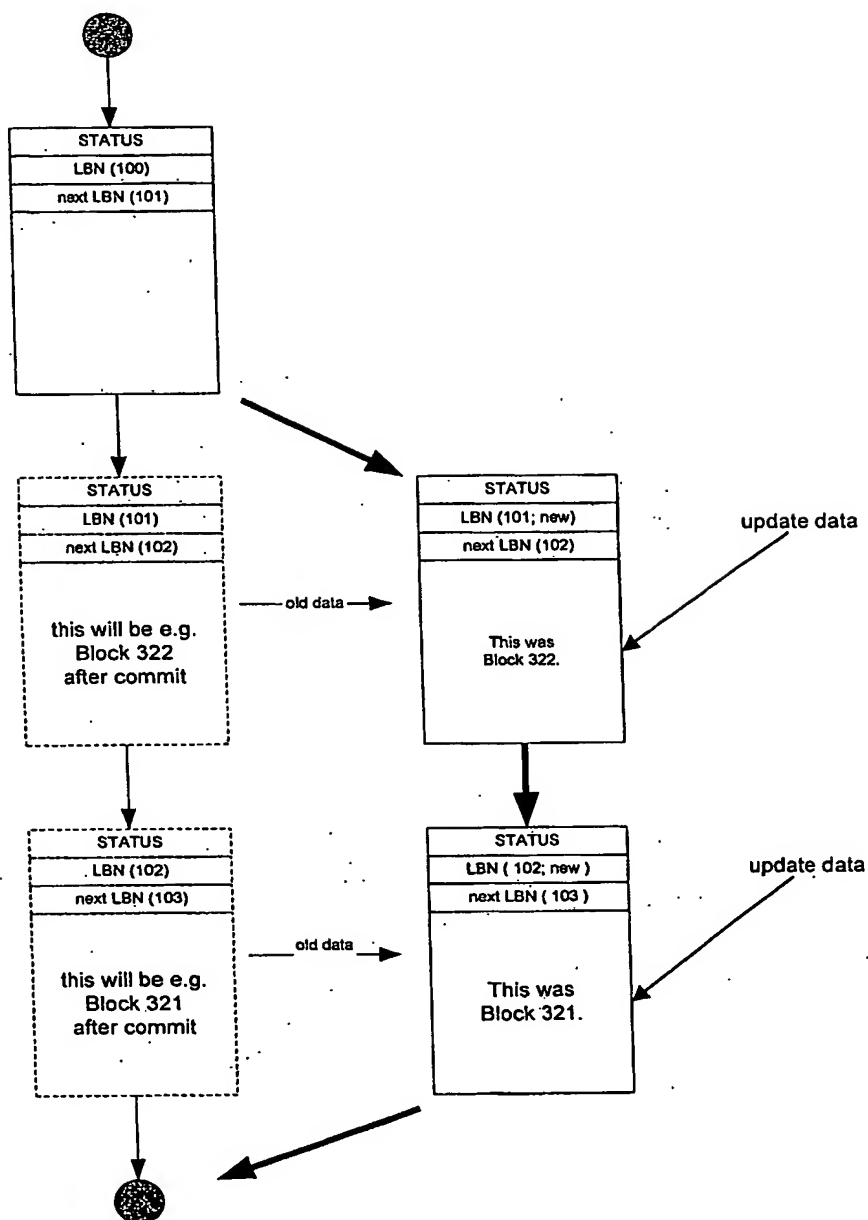 STATUS
LBN (100)
next LBN (101)
STATUS
LBN (101)
next LBN (102)
this will be e.g.
Block 322
after commit
old data
STATUS
LBN (101; new)
next LBN (102)
This was
Block 322.
update data
STATUS
LBN (102)
next LBN (103)
this will be e.g.
Block 321
after commit
old data
STATUS
LBN ( 102; new )
next LBN ( 103 )
This was
Block 321.
update data